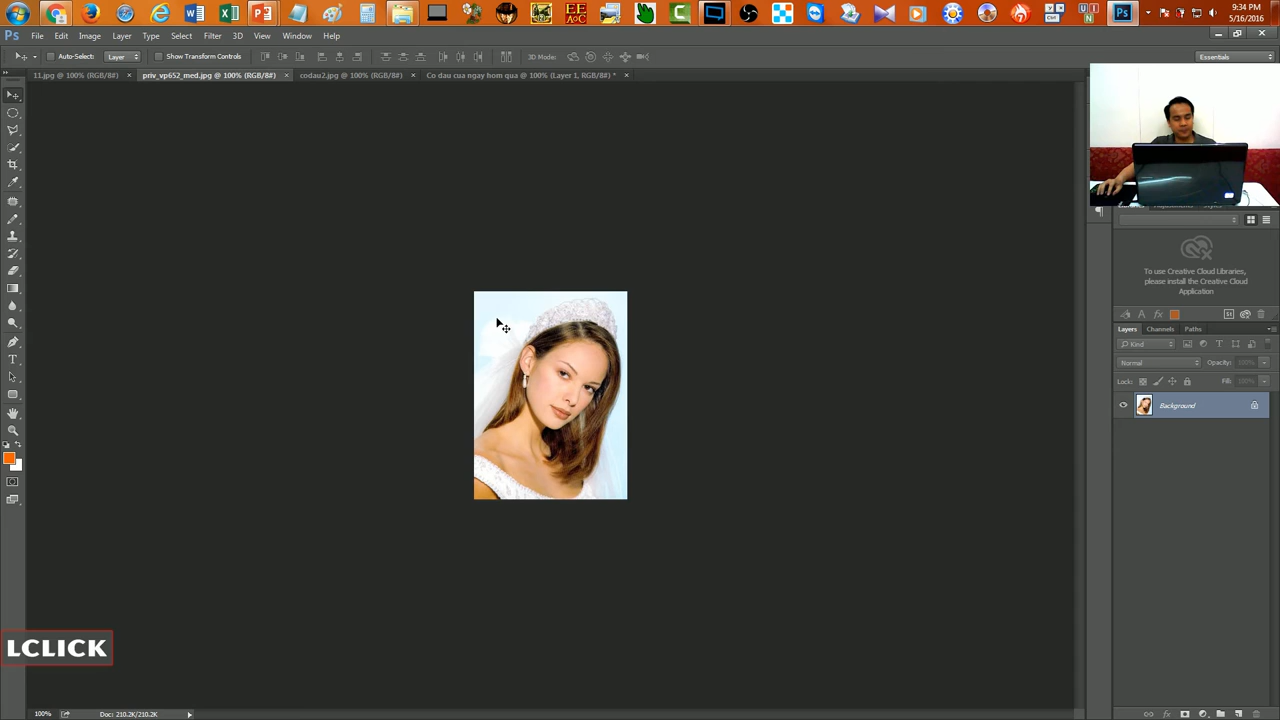 9:34 PM
5/16/2016
Ps
File Edit Image Layer Type Select Filter 3D View Window Help
Auto-Select: Layer Show Transform Controls 3D Mode: Essentials
11.jpg @ 100% (RGB/8#) × priv_vp652_med.jpg @ 100% (RGB/8#) × codau2.jpg @ 100% (RGB/8#) × Co dau cua ngay hom qua @ 100% (Layer 1, RGB/8#) * ×
To use Creative Cloud Libraries,
please install the Creative Cloud
Application
Layers Channels Paths
Kind
Normal Opacity: 100%
Lock: Fill: 100%
Background
LCLICK
100% Doc: 210.2K/210.2K